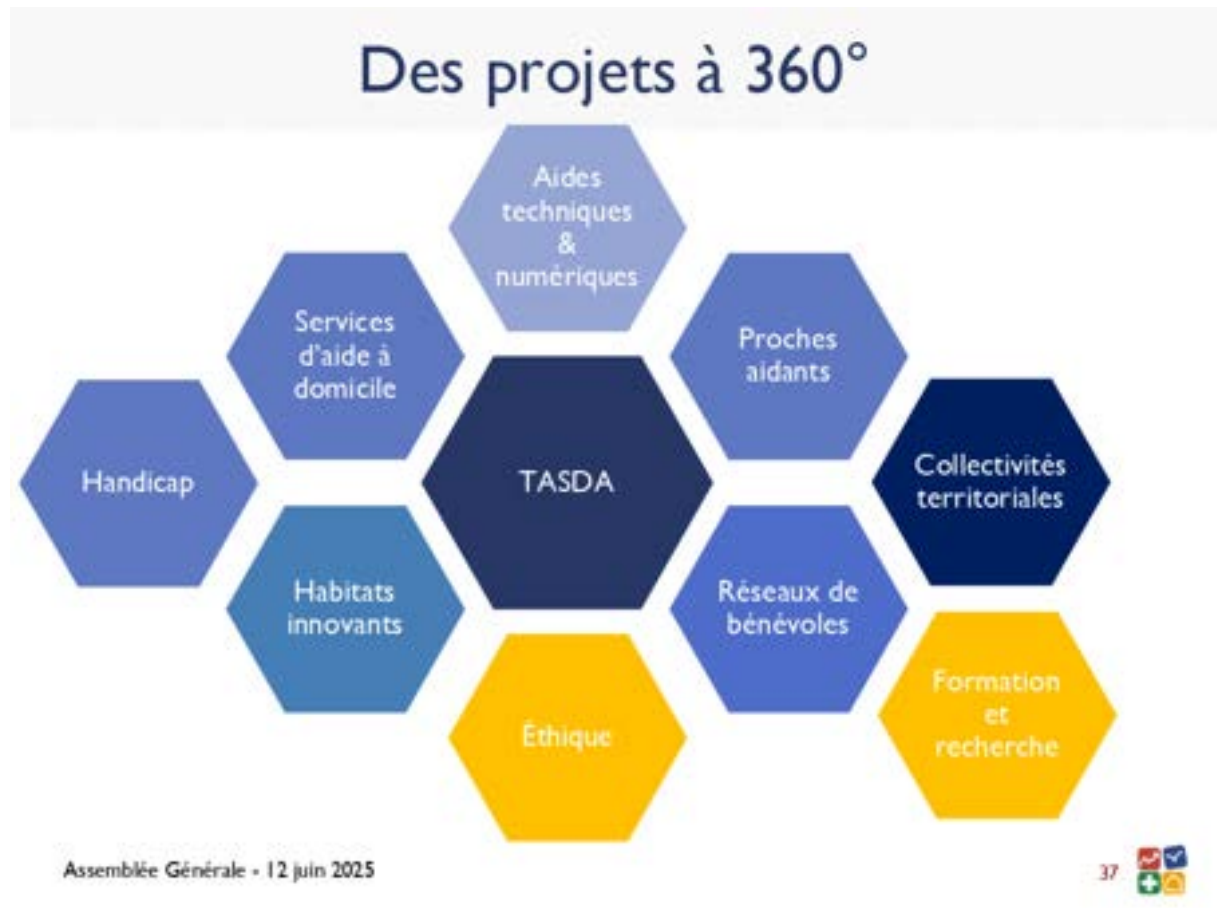 Des projets à 360°
Aides
techniques
&
numériques
Services
d'aide à
domicile
Proches
aidants
Handicap
TASDA
Collectivités
territoriales
Habitats
innovants
Réseaux de
bénévoles
Éthique
Formation
et
recherche
Assemblée Générale - 12 juin 2025
37